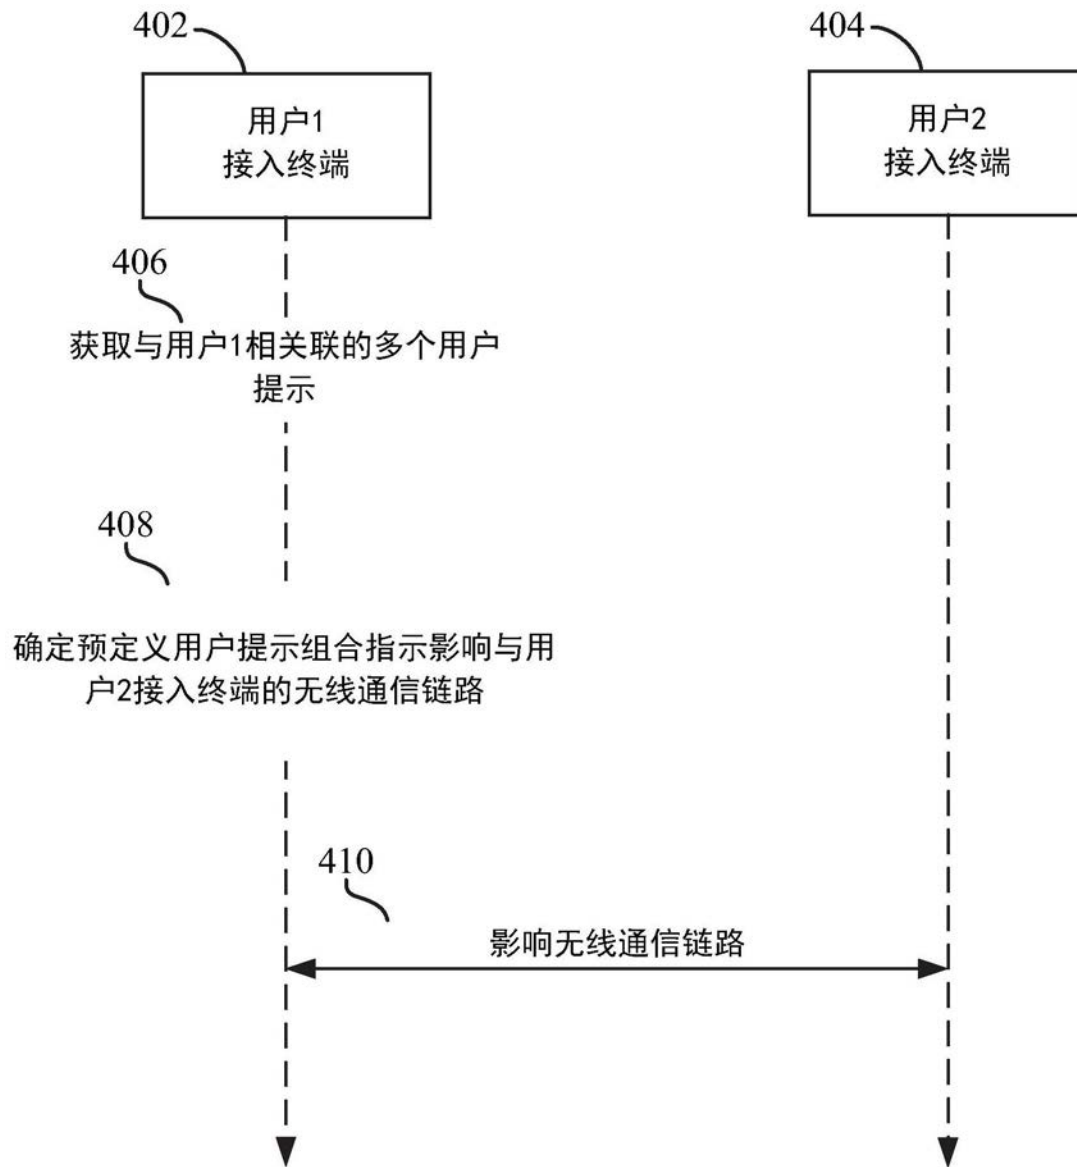 402
404
用户1
接入终端
用户2
接入终端
406
获取与用户1相关联的多个用户
提示
408
确定预定义用户提示组合指示影响与用
户2接入终端的无线通信链路
410
影响无线通信链路